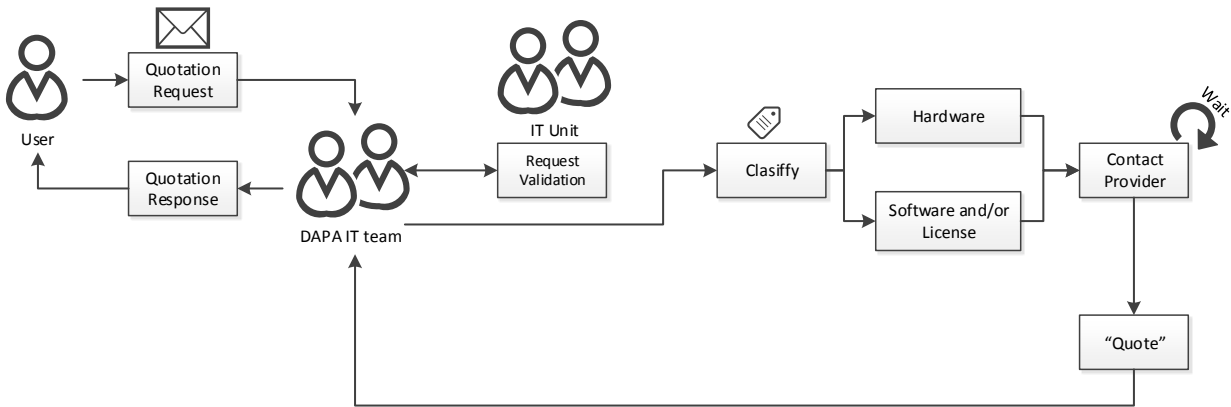 User
Quotation
Request
Quotation
Response
DAPA IT team
IT Unit
Request
Validation
Clasiffy
Hardware
Software and/or
License
Contact
Provider
Wait
“Quote”